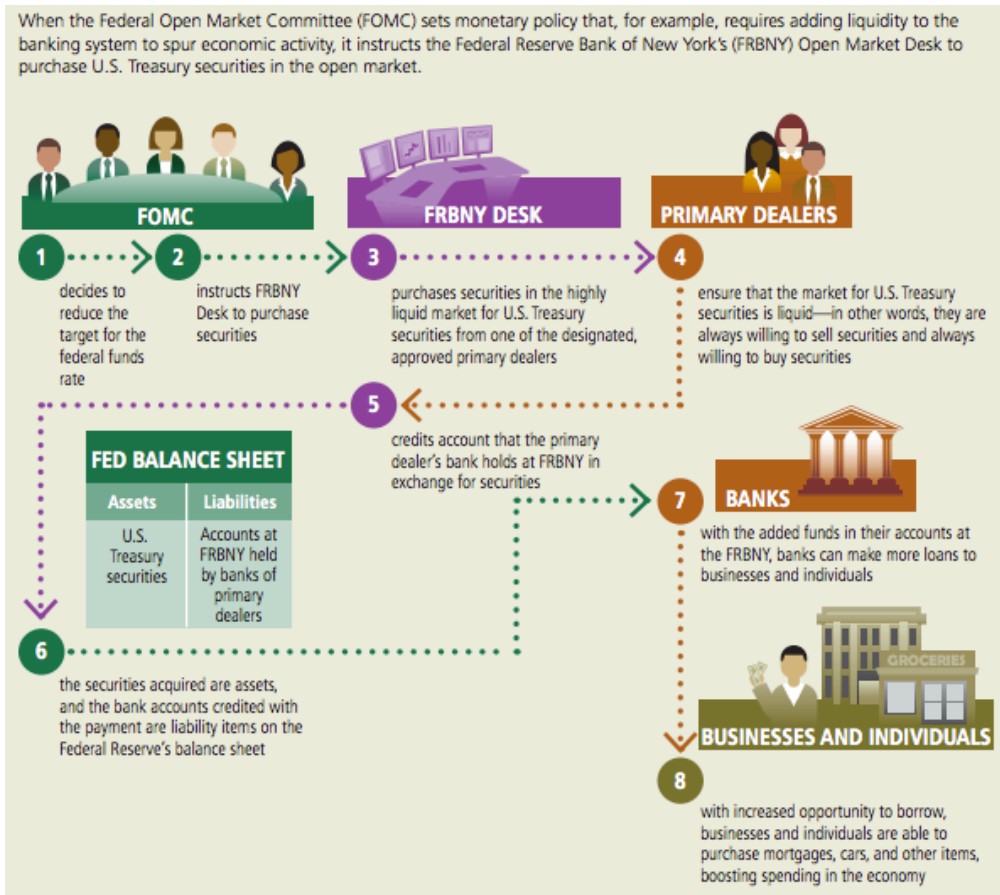 When the Federal Open Market Committee (FOMC) sets monetary policy that, for example, requires adding liquidity to the
banking system to spur economic activity, it instructs the Federal Reserve Bank of New York's (FRBNY) Open Market Desk to
purchase U.S. Treasury securities in the open market.
FOMC
FRBNY DESK
PRIMARY DEALERS
1
2
3
4
decides to
reduce the
target for the
federal funds
rate
instructs FRBNY
Desk to purchase
securities
purchases securities in the highly
liquid market for U.S. Treasury
securities from one of the designated,
approved primary dealers
ensure that the market for U.S. Treasury
securities is liquid—in other words, they are
always willing to sell securities and always
willing to buy securities
5
credits account that the primary
dealer's bank holds at FRBNY in
exchange for securities
FED BALANCE SHEET
Assets
Liabilities
U.S.
Treasury
securities
Accounts at
FRBNY held
by banks of
primary
dealers
6
the securities acquired are assets,
and the bank accounts credited with
the payment are liability items on the
Federal Reserve's balance sheet
BANKS
7
with the added funds in their accounts at
the FRBNY, banks can make more loans to
businesses and individuals
GROCERIES
BUSINESSES AND INDIVIDUALS
8
with increased opportunity to borrow,
businesses and individuals are able to
purchase mortgages, cars, and other items,
boosting spending in the economy